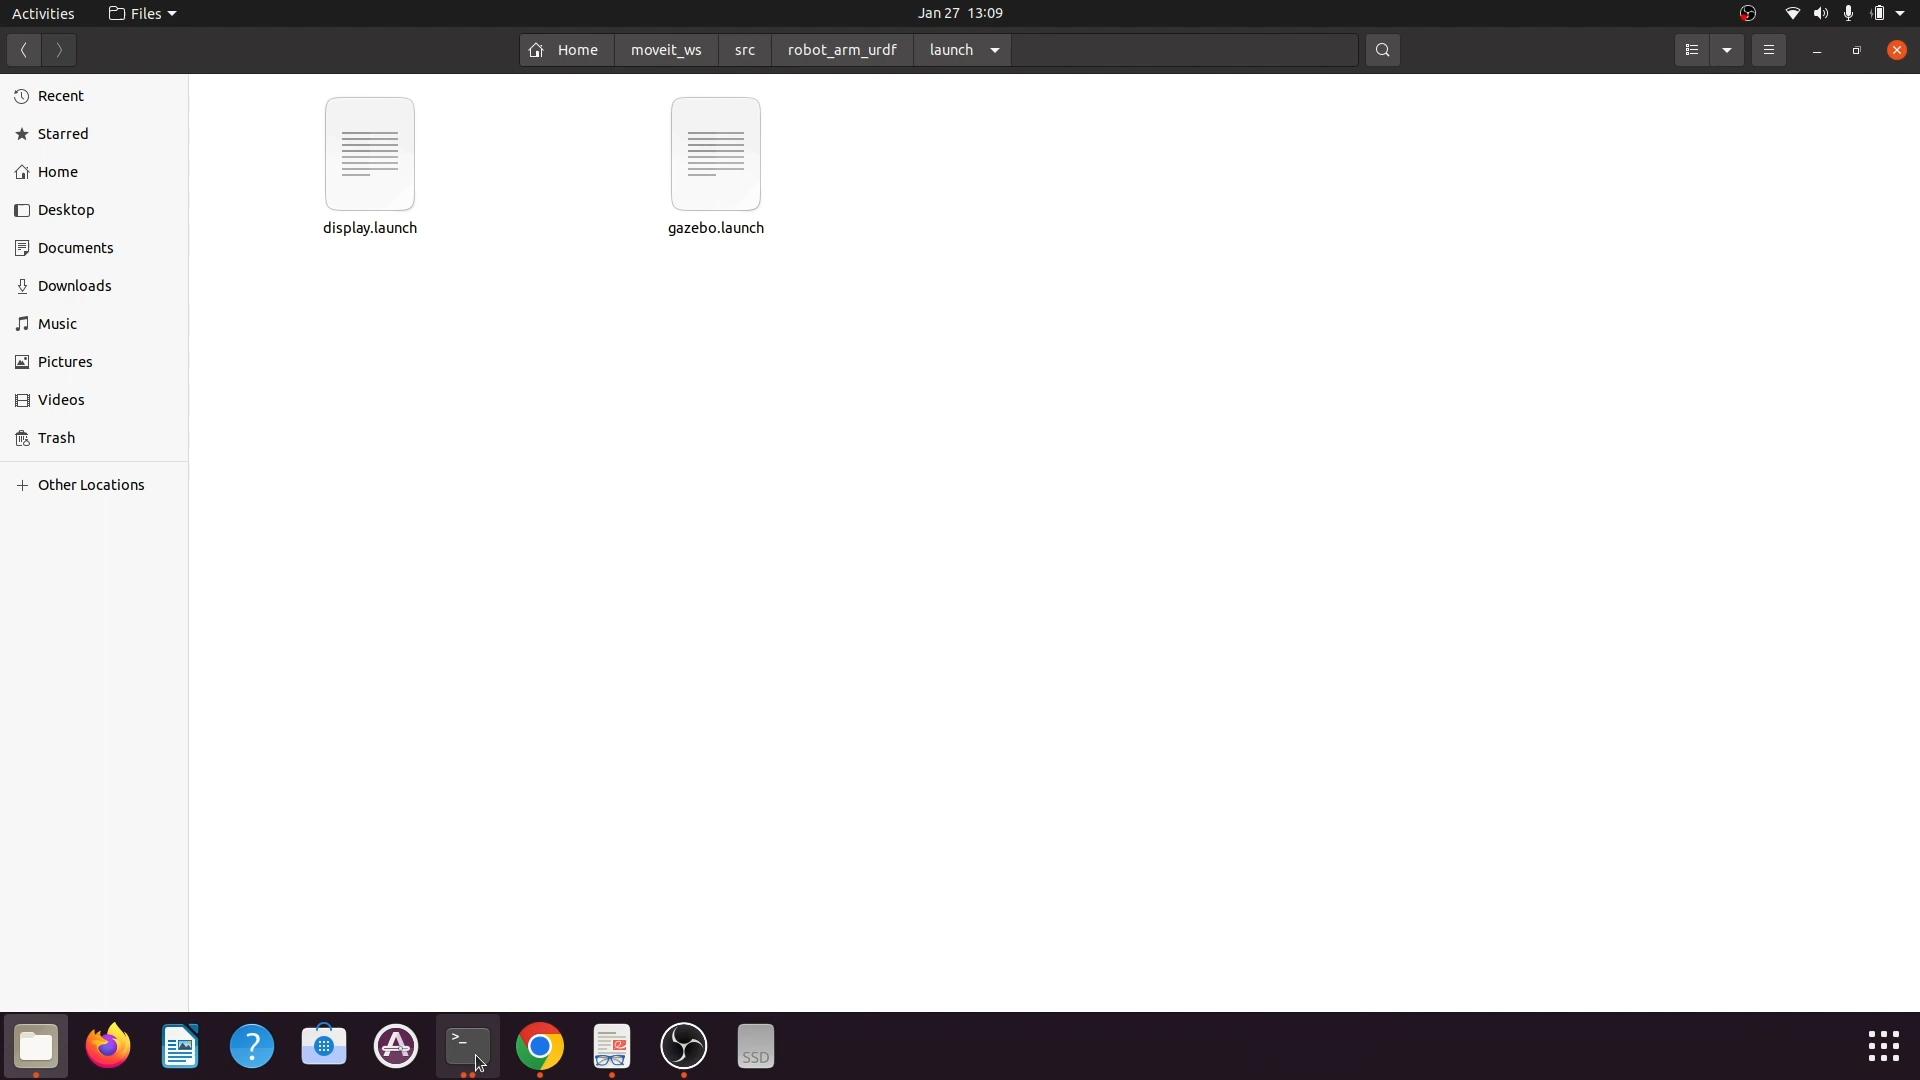 Activities Files Jan 27 13:09
Home moveit_ws src robot_arm_urdf launch
Recent
Starred
Home
Desktop
Documents
Downloads
Music
Pictures
Videos
Trash
Other Locations
display.launch gazebo.launch
>_
SSD